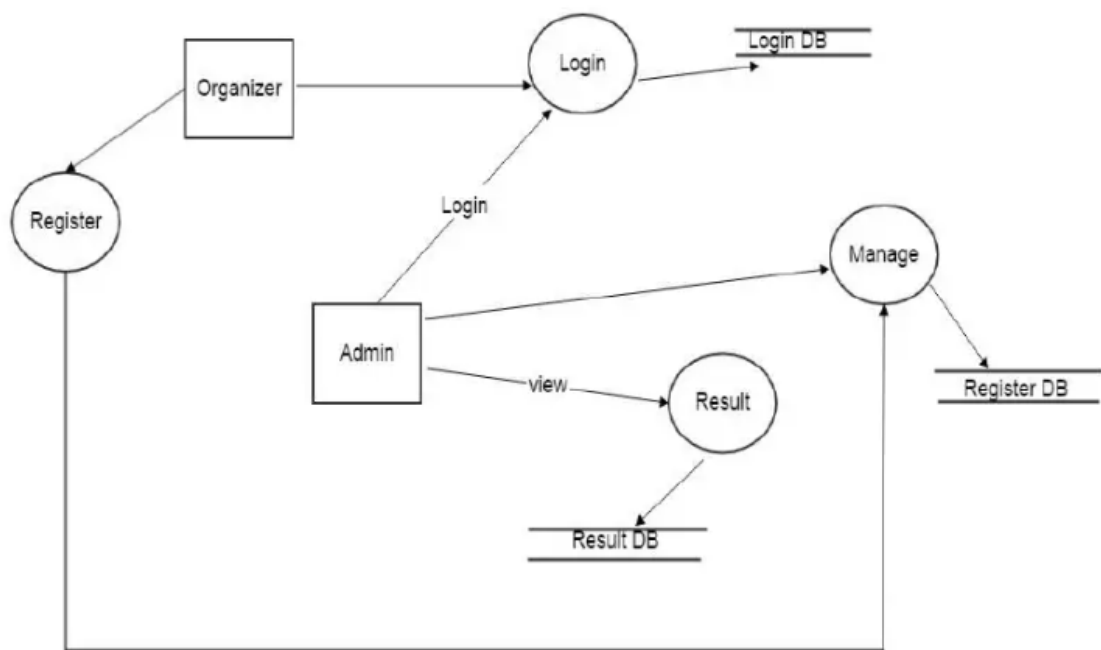 Login DB
Login
Organizer
Register
Login
Manage
Admin
view
Result
Register DB
Result DB